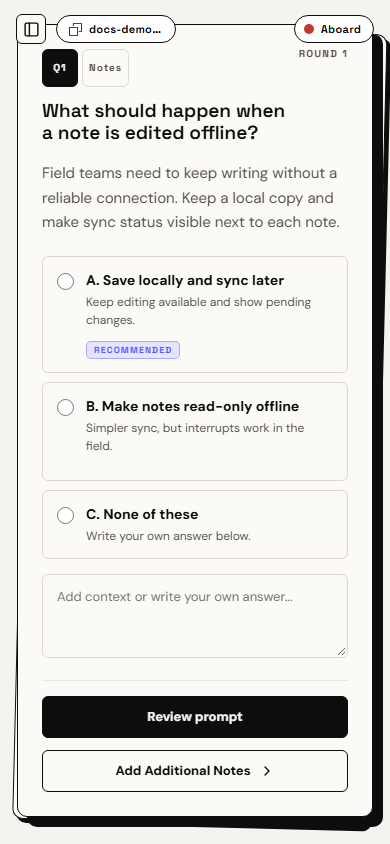 docs-demo…
Aboard
Q1
Notes
ROUND 1
What should happen when
a note is edited offline?
Field teams need to keep writing without a
reliable connection. Keep a local copy and
make sync status visible next to each note.
A. Save locally and sync later
Keep editing available and show pending
changes.
RECOMMENDED
B. Make notes read-only offline
Simpler sync, but interrupts work in the
field.
C. None of these
Write your own answer below.
Add context or write your own answer...
Review prompt
Add Additional Notes